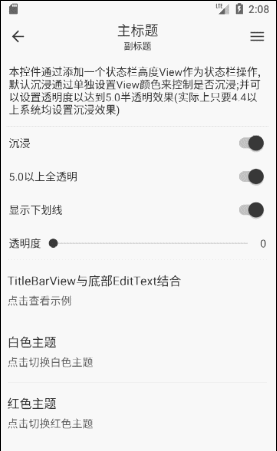 2:08
主标题
副标题
本控件通过添加一个状态栏高度View作为状态栏操作,
默认沉浸通过单独设置View颜色来控制是否沉浸;并可
以设置透明度以达到5.0半透明效果(实际上只要4.4以
上系统均设置沉浸效果)
沉浸
5.0以上全透明
显示下划线
透明度 0
TitleBarView与底部EditText结合
点击查看示例
白色主题
点击切换白色主题
红色主题
点击切换红色主题